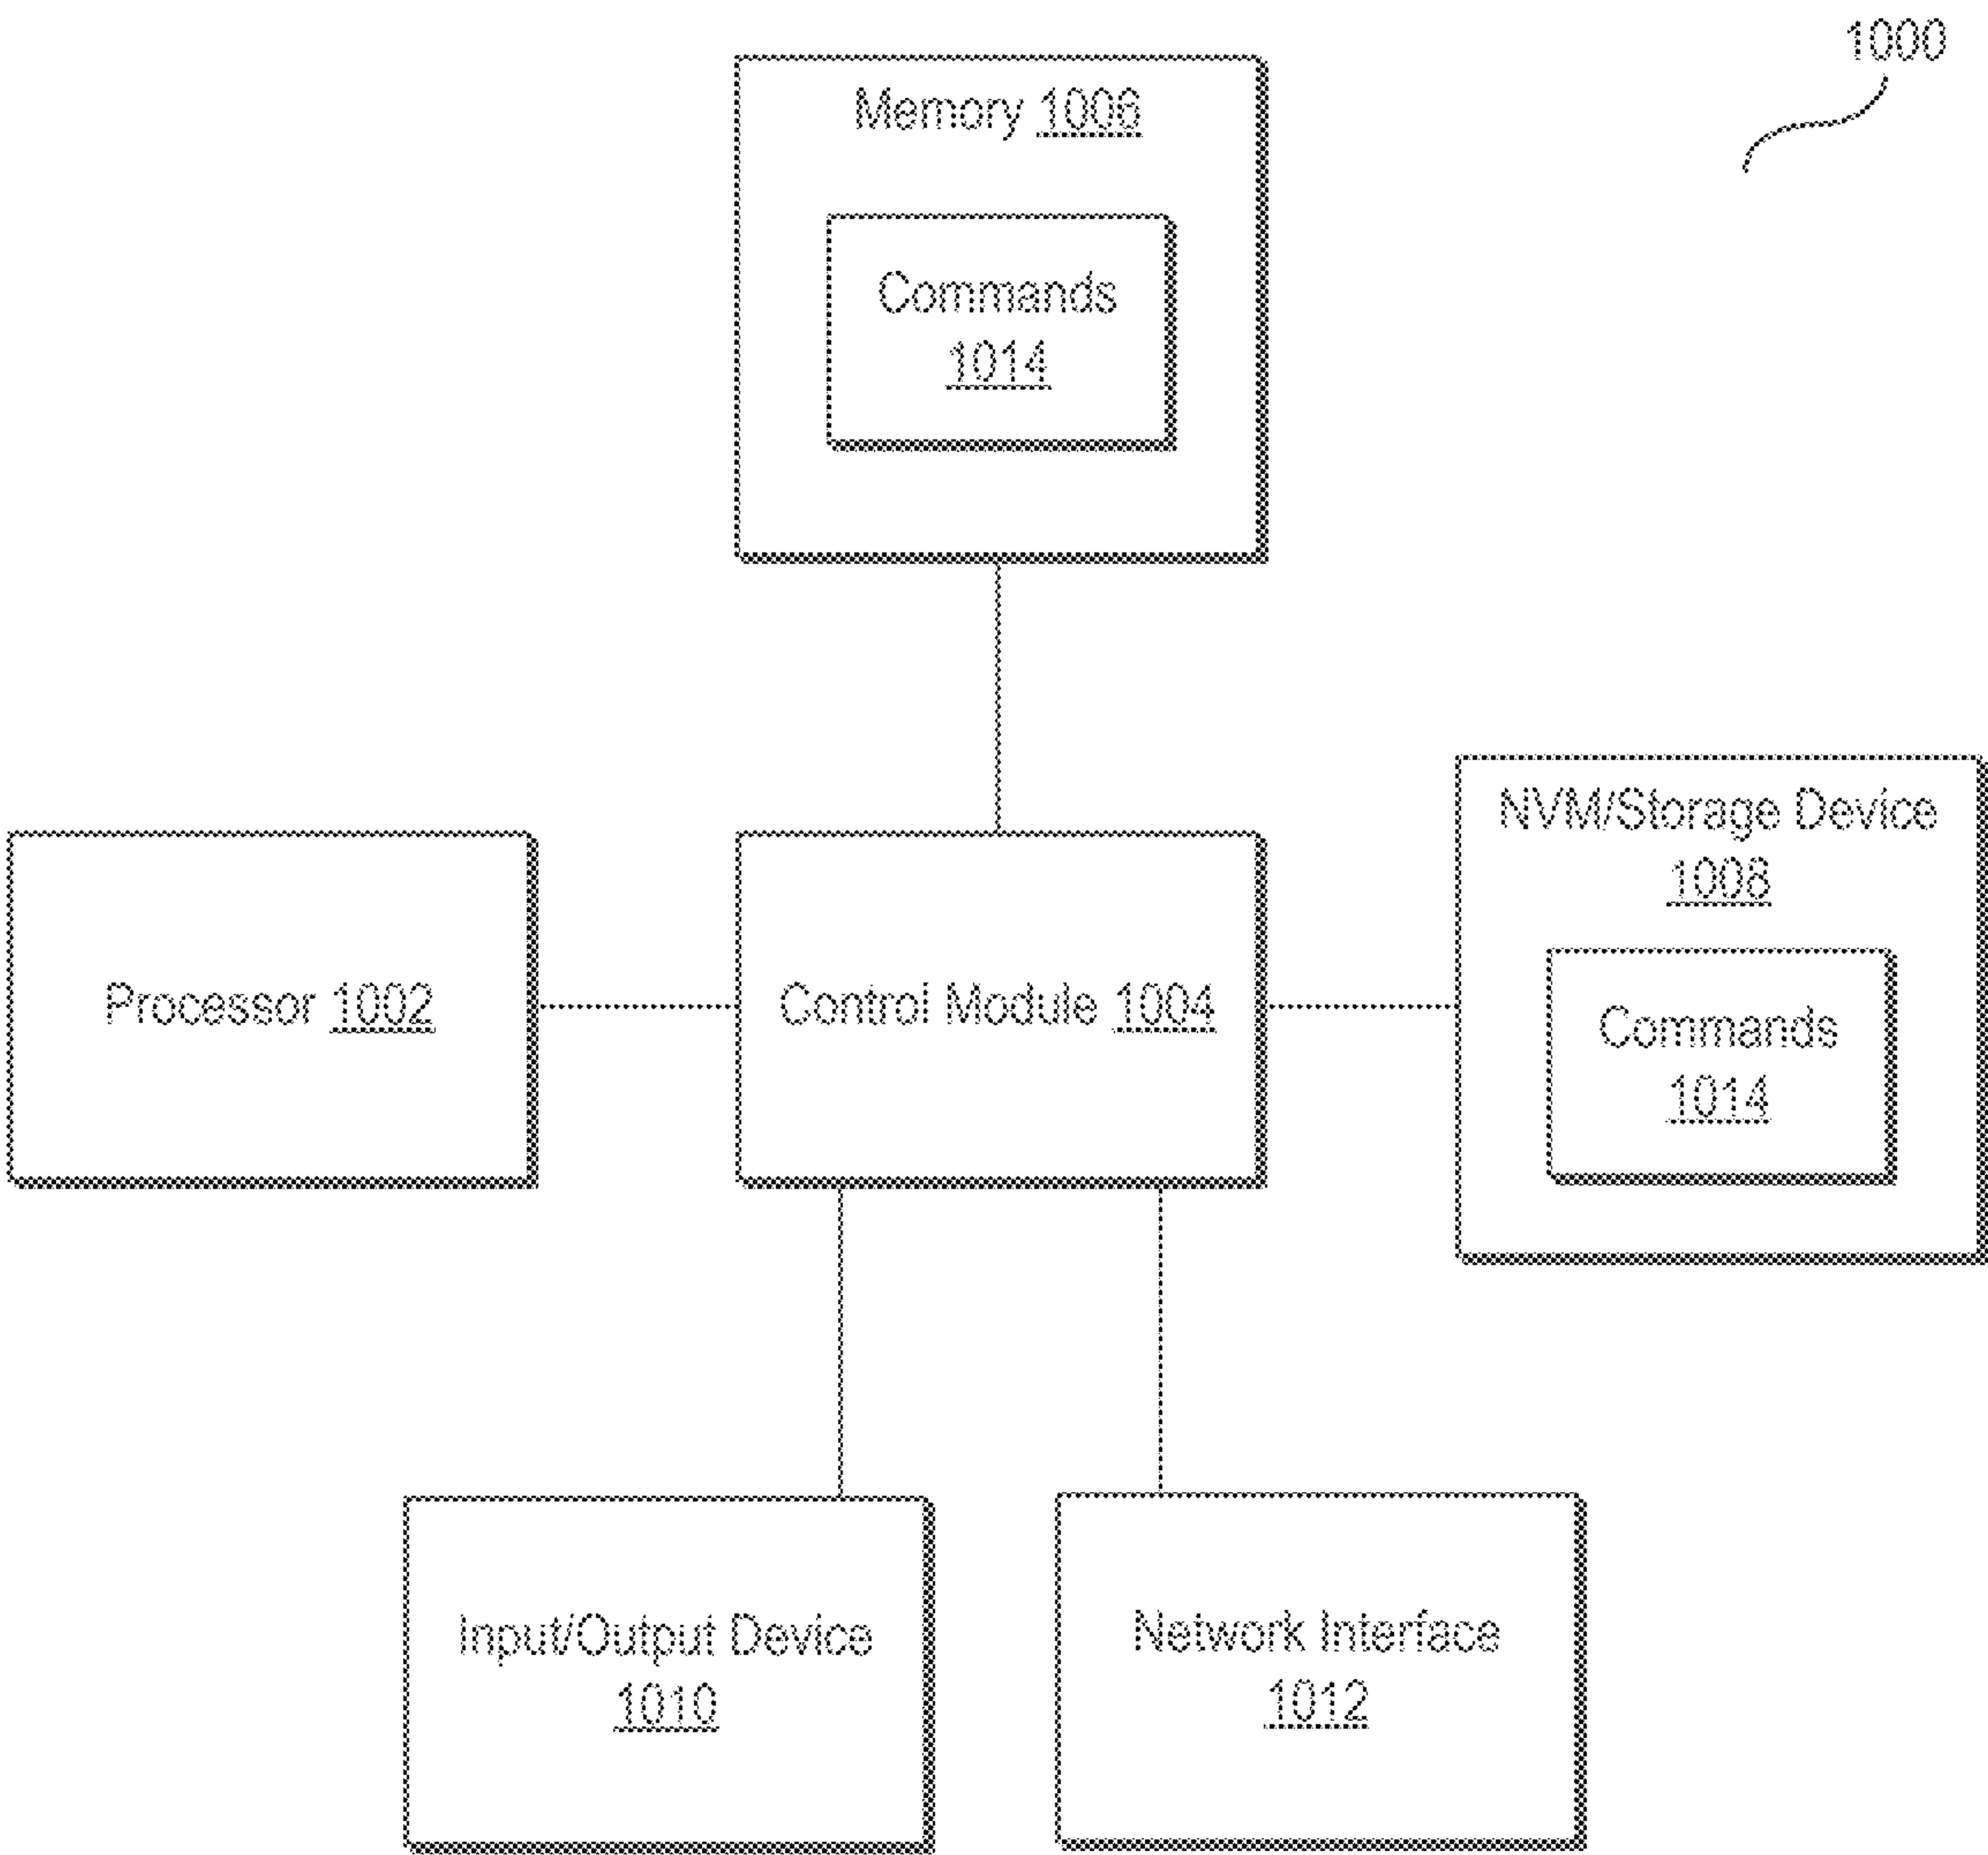 1000
Memory 1006
Commands
1014
NVM/Storage Device
1008
Commands
1014
Processor 1002
Control Module 1004
Input/Output Device
1010
Network Interface
1012